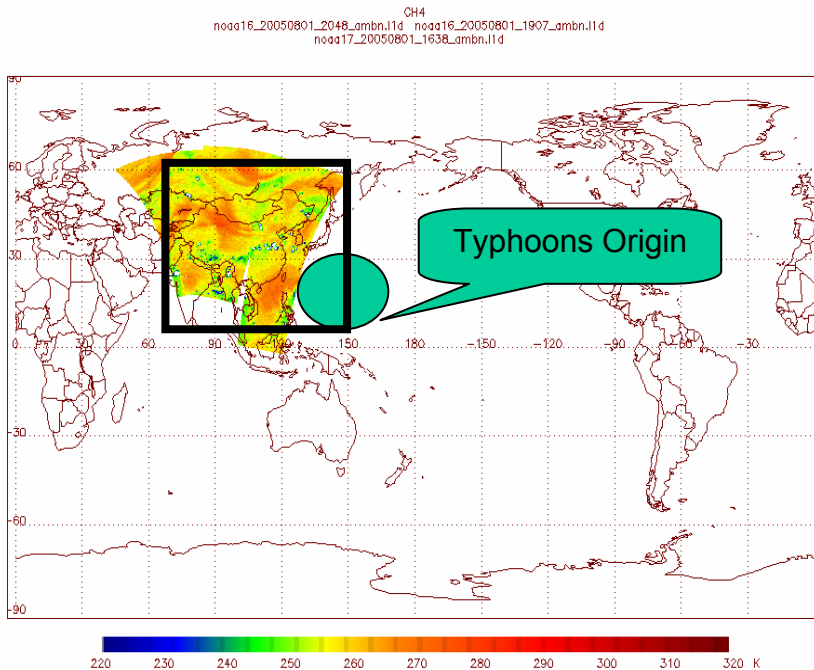 CH4
noaa16_20050801_2048_ambn.l1d noaa16_20050801_1907_ambn.l1d
noaa17_20050801_1638_ambn.l1d
90
60
Typhoons Origin
30
0 30 60 90 120 150 180 -150 -120 -90 -60 -30
0
-30
-60
-90
220 230 240 250 260 270 280 290 300 310 320 K